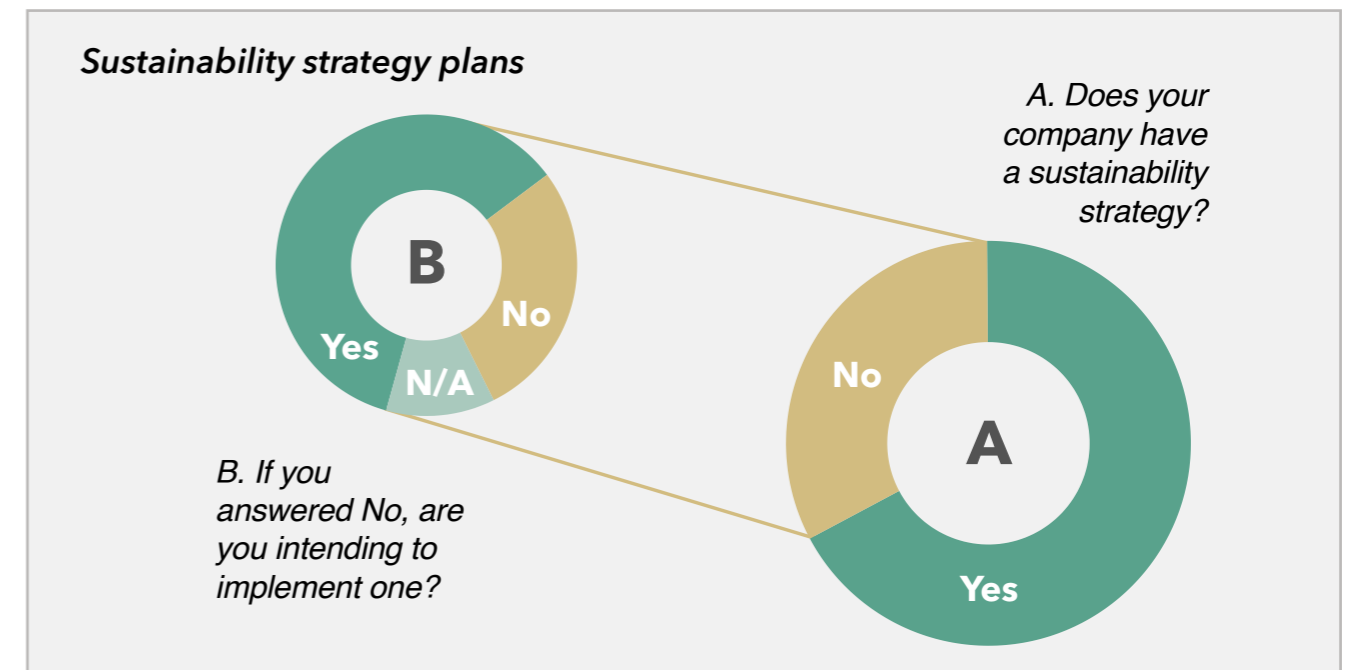 Sustainability strategy plans
A. Does your
company have
a sustainability
strategy?
B
No
Yes
N/A
No
A
Yes
B. If you
answered No, are
you intending to
implement one?